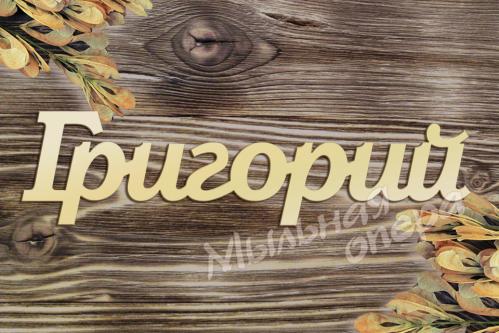 Григорий
Мыльная
опера